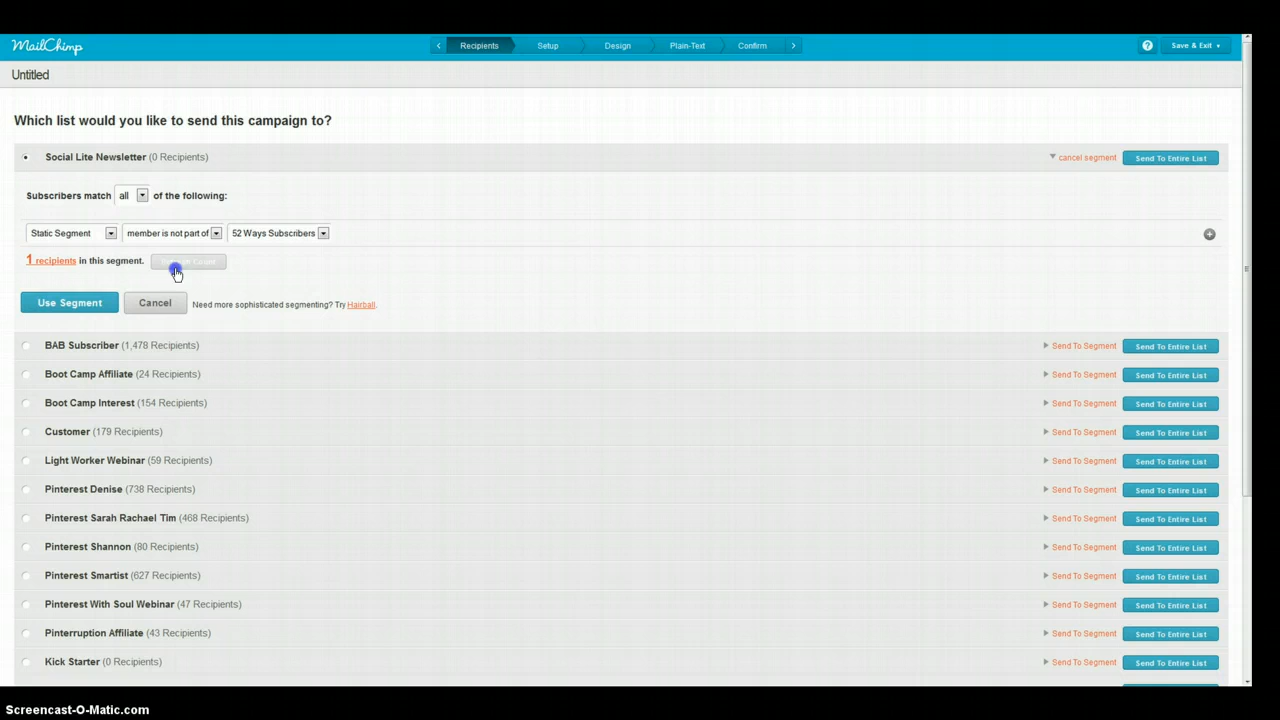 MailChimp
Recipients
Setup
Design
Plain-Text
Confirm
?
Save & Exit
Untitled
Which list would you like to send this campaign to?
Social Lite Newsletter (0 Recipients)
cancel segment
Send To Entire List
Subscribers match all of the following:
Static Segment
member is not part of
52 Ways Subscribers
1 recipients in this segment.
Use Segment
Cancel
Need more sophisticated segmenting? Try Hairball.
BAB Subscriber (1,478 Recipients)
Send To Segment
Send To Entire List
Boot Camp Affiliate (24 Recipients)
Send To Segment
Send To Entire List
Boot Camp Interest (154 Recipients)
Send To Segment
Send To Entire List
Customer (179 Recipients)
Send To Segment
Send To Entire List
Light Worker Webinar (59 Recipients)
Send To Segment
Send To Entire List
Pinterest Denise (738 Recipients)
Send To Segment
Send To Entire List
Pinterest Sarah Rachael Tim (468 Recipients)
Send To Segment
Send To Entire List
Pinterest Shannon (80 Recipients)
Send To Segment
Send To Entire List
Pinterest Smartist (627 Recipients)
Send To Segment
Send To Entire List
Pinterest With Soul Webinar (47 Recipients)
Send To Segment
Send To Entire List
Pinterruption Affiliate (43 Recipients)
Send To Segment
Send To Entire List
Kick Starter (0 Recipients)
Send To Segment
Send To Entire List
Screencast-O-Matic.com